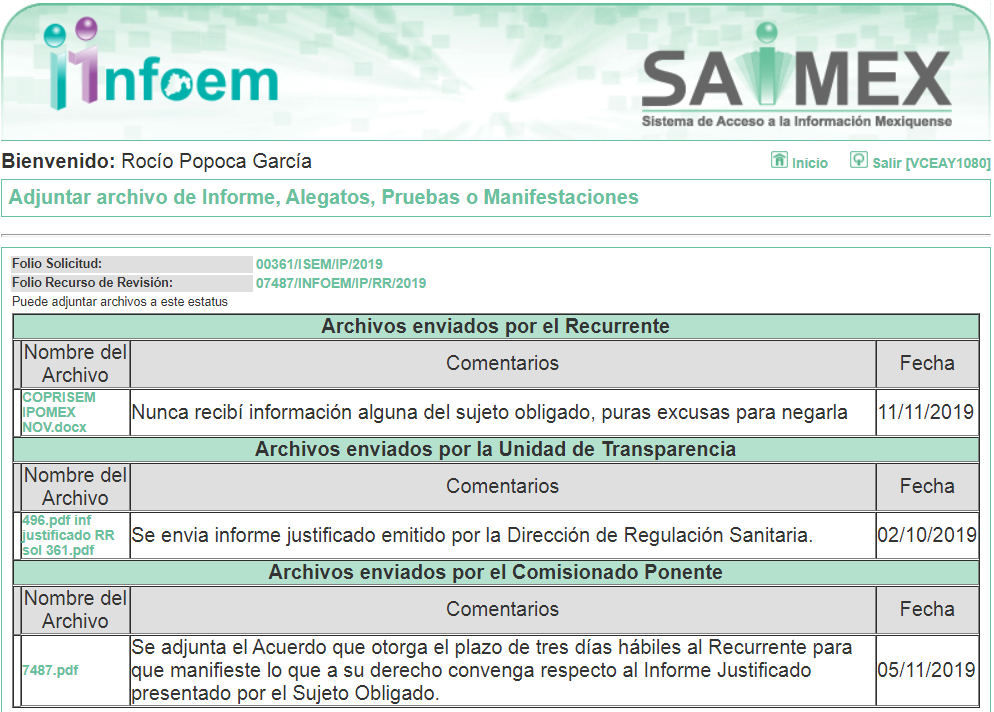 infoem
SAIMEX
Sistema de Acceso a la Información Mexiquense
Bienvenido: Rocío Popoca García
Inicio
Salir [VCEAY1080]
Adjuntar archivo de Informe, Alegatos, Pruebas o Manifestaciones
Folio Solicitud: 00361/ISEM/IP/2019
Folio Recurso de Revisión: 07487/INFOEM/IP/RR/2019
Puede adjuntar archivos a este estatus
Archivos enviados por el Recurrente
Nombre del
Archivo
Comentarios
Fecha
COPRISEM
IPOMEX
NOV.docx
Nunca recibí información alguna del sujeto obligado, puras excusas para negarla
11/11/2019
Archivos enviados por la Unidad de Transparencia
Nombre del
Archivo
Comentarios
Fecha
496.pdf inf
justificado RR
sol 361.pdf
Se envia informe justificado emitido por la Dirección de Regulación Sanitaria.
02/10/2019
Archivos enviados por el Comisionado Ponente
Nombre del
Archivo
Comentarios
Fecha
7487.pdf
Se adjunta el Acuerdo que otorga el plazo de tres días hábiles al Recurrente para
que manifieste lo que a su derecho convenga respecto al Informe Justificado
presentado por el Sujeto Obligado.
05/11/2019